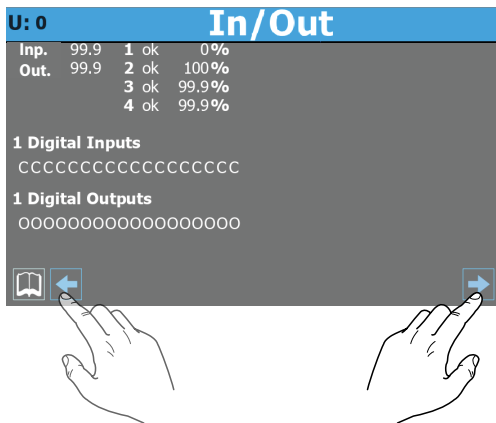 U: 0 In/Out
Inp. 99.9 1 ok 0%
Out. 99.9 2 ok 100%
3 ok 99.9%
4 ok 99.9%
1 Digital Inputs
CCCCCCCCCCCCCCCCCC
1 Digital Outputs
OOOOOOOOOOOOOOOOOO